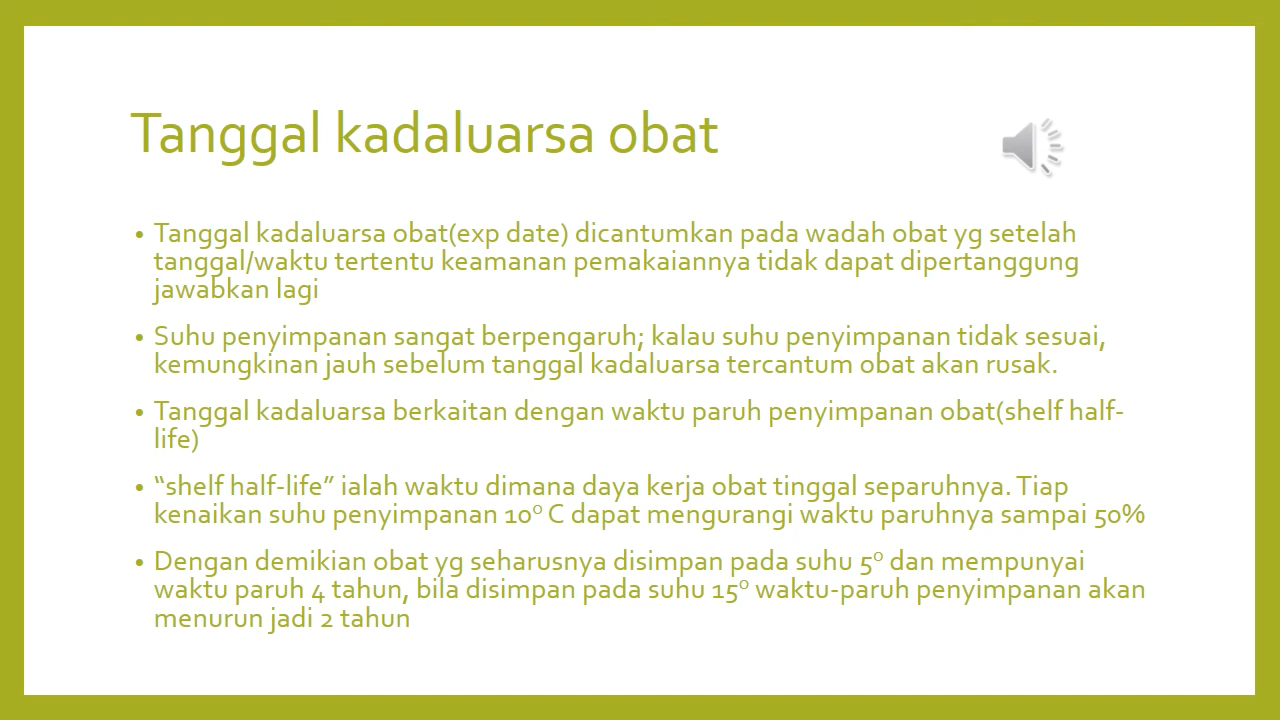 Tanggal kadaluarsa obat
• Tanggal kadaluarsa obat(exp date) dicantumkan pada wadah obat yg setelah
tanggal/waktu tertentu keamanan pemakaiannya tidak dapat dipertanggung
jawabkan lagi
• Suhu penyimpanan sangat berpengaruh; kalau suhu penyimpanan tidak sesuai,
kemungkinan jauh sebelum tanggal kadaluarsa tercantum obat akan rusak.
• Tanggal kadaluarsa berkaitan dengan waktu paruh penyimpanan obat(shelf half-
life)
• “shelf half-life” ialah waktu dimana daya kerja obat tinggal separuhnya. Tiap
kenaikan suhu penyimpanan 10⁰ C dapat mengurangi waktu paruhnya sampai 50%
• Dengan demikian obat yg seharusnya disimpan pada suhu 5⁰ dan mempunyai
waktu paruh 4 tahun, bila disimpan pada suhu 15⁰ waktu-paruh penyimpanan akan
menurun jadi 2 tahun